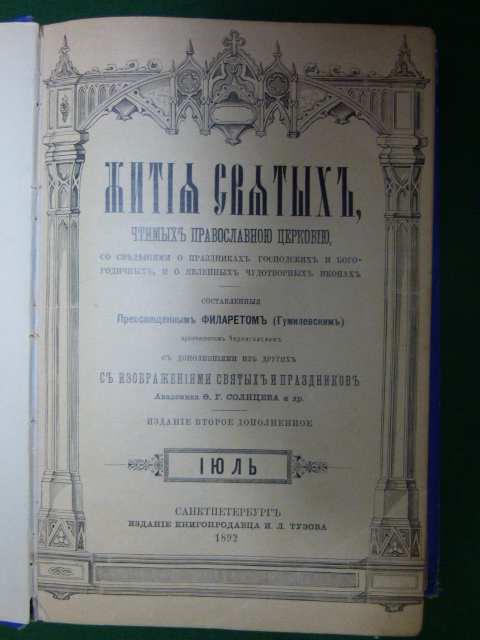 ЖИТІЯ СВЯТЫХЪ,
ЧТИМЫХЪ ПРАВОСЛАВНОЮ ЦЕРКОВІЮ,
СО СВѢДѢНІЯМИ О ПРАЗДНИКАХЪ ГОСПОДСКИХЪ И БОГО-
РОДИЧНЫХЪ, И О ЯВЛЕННЫХЪ ЧУДОТВОРНЫХЪ ИКОНАХЪ
СОСТАВЛЕННЫЯ
Преосвященнымъ ФИЛАРЕТОМЪ (Гумилевскимъ)
архіепископомъ Черниговскимъ
СЪ ДОПОЛНЕНІЯМИ ИЗЪ ДРУГИХЪ
СЪ ИЗОБРАЖЕНІЯМИ СВЯТЫХЪ И ПРАЗДНИКОВЪ
Академика Ѳ. Г. СОЛНЦЕВА и др.
ИЗДАНІЕ ВТОРОЕ ДОПОЛНЕННОЕ
ІЮЛЬ
САНКТПЕТЕРБУРГЪ
ИЗДАНІЕ КНИГОПРОДАВЦА И. Л. ТУЗОВА
1892